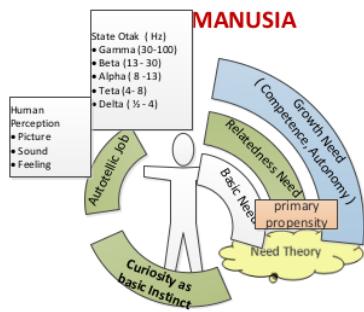 MANUSIA
State Otak ( Hz)
• Gamma (30-100)
• Beta (13 - 30)
• Alpha ( 8 -13)
• Teta (4- 8)
• Delta ( ½ - 4)
Human
Perception
• Picture
• Sound
• Feeling
Autotellic Job
Curiosity as
basic Instinct
Basic Need
Relatedness Need
Growth Need
( Competence, Autonomy )
primary
propensity
Need Theory